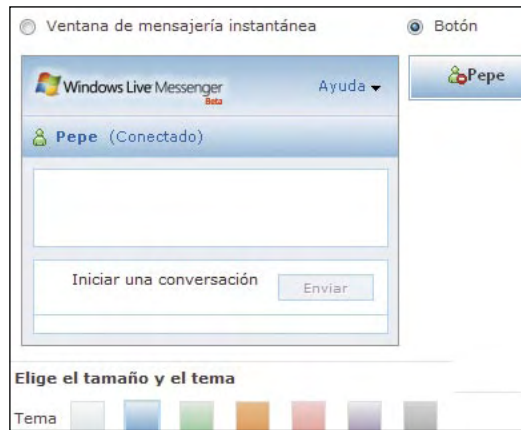 Ventana de mensajería instantánea
Botón
Windows Live Messenger
Beta
Ayuda
Pepe
Pepe (Conectado)
Iniciar una conversación
Enviar
Elige el tamaño y el tema
Tema